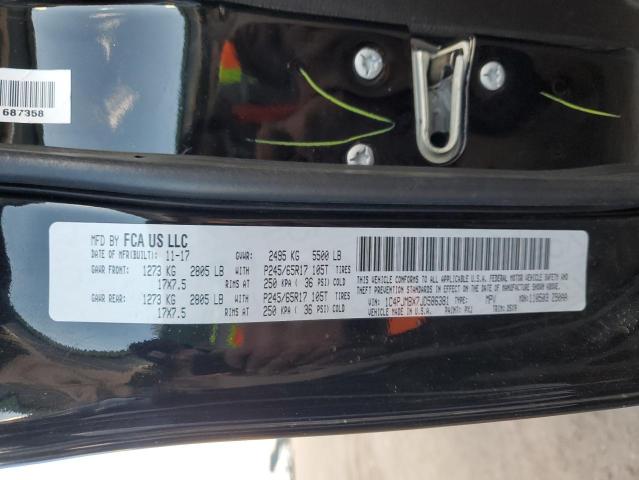 687358
MFD BY FCA US LLC
DATE OF MFR(BUILT): 11-17 GVWR: 2495 KG 5500 LB
GAWR FRONT: 1273 KG 2805 LB WITH P245/65R17 105T TIRES
17X7.5 RIMS AT 250 KPA ( 36 PSI) COLD
GAWR REAR: 1273 KG 2805 LB WITH P245/65R17 105T TIRES
17X7.5 RIMS AT 250 KPA ( 36 PSI) COLD
THIS VEHICLE CONFORMS TO ALL APPLICABLE U.S.A. FEDERAL MOTOR VEHICLE SAFETY AND
THEFT PREVENTION STANDARDS IN EFFECT ON THE DATE OF MANUFACTURE SHOWN ABOVE.
VIN: 1C4PJMBX7JD586381 TYPE: MPV
VEHICLE MADE IN U.S.A. PAINT: PXJ TRIM: